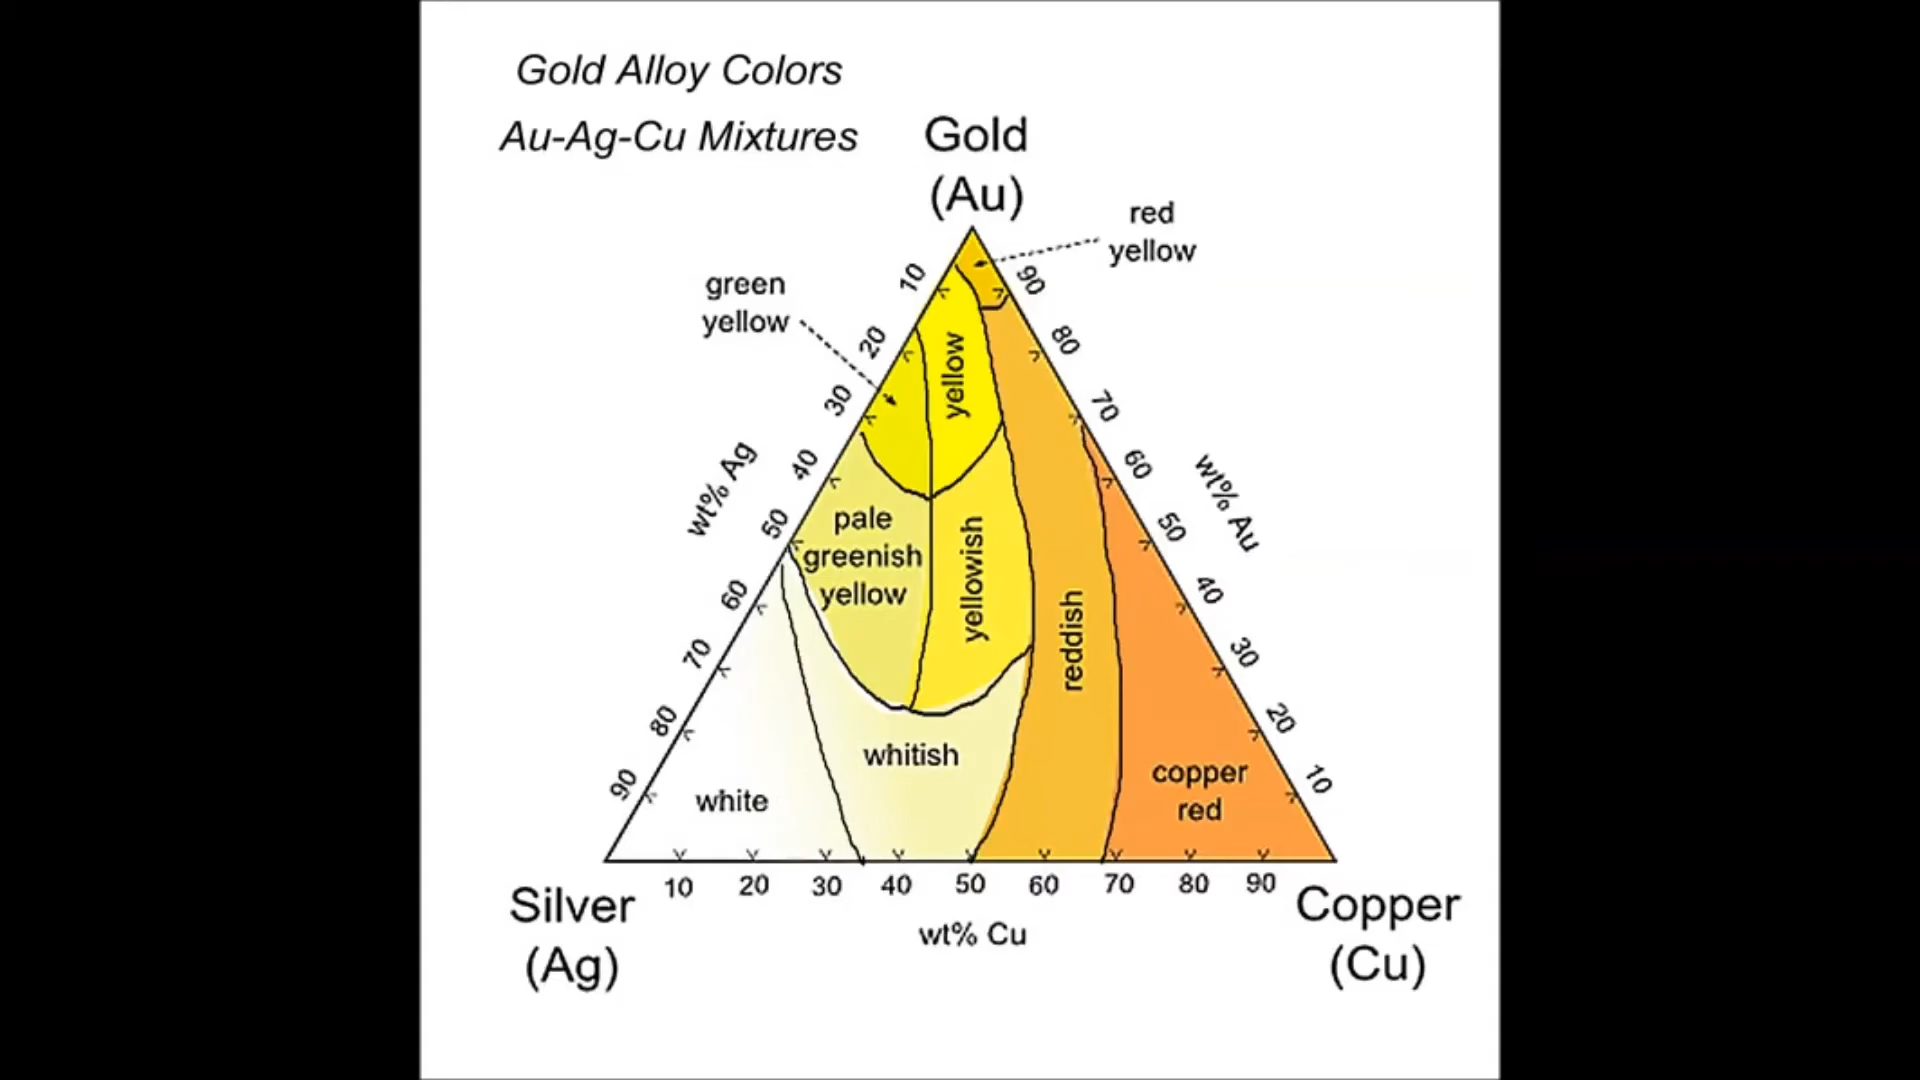 Gold Alloy Colors
Au-Ag-Cu Mixtures
Gold
(Au)
red
yellow
green
yellow
10
20
30
40
50
60
70
80
90
wt% Ag
90
80
70
60
50
40
30
20
10
wt% Au
yellow
pale
greenish
yellow
yellowish
reddish
whitish
white
copper
red
10 20 30 40 50 60 70 80 90
wt% Cu
Silver
(Ag)
Copper
(Cu)